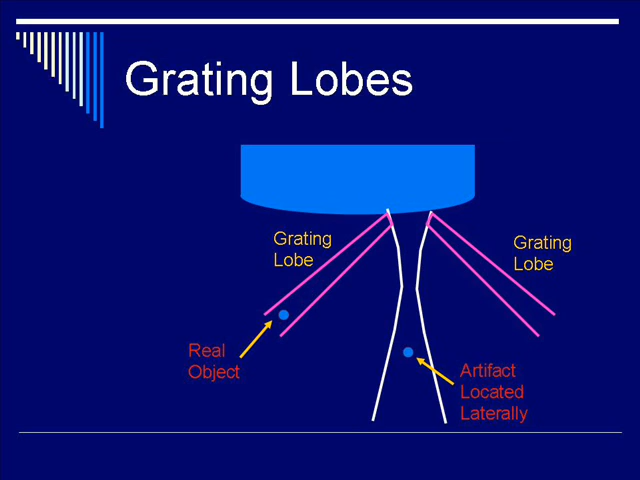 Grating Lobes
Grating
Lobe
Grating
Lobe
Real
Object
Artifact
Located
Laterally